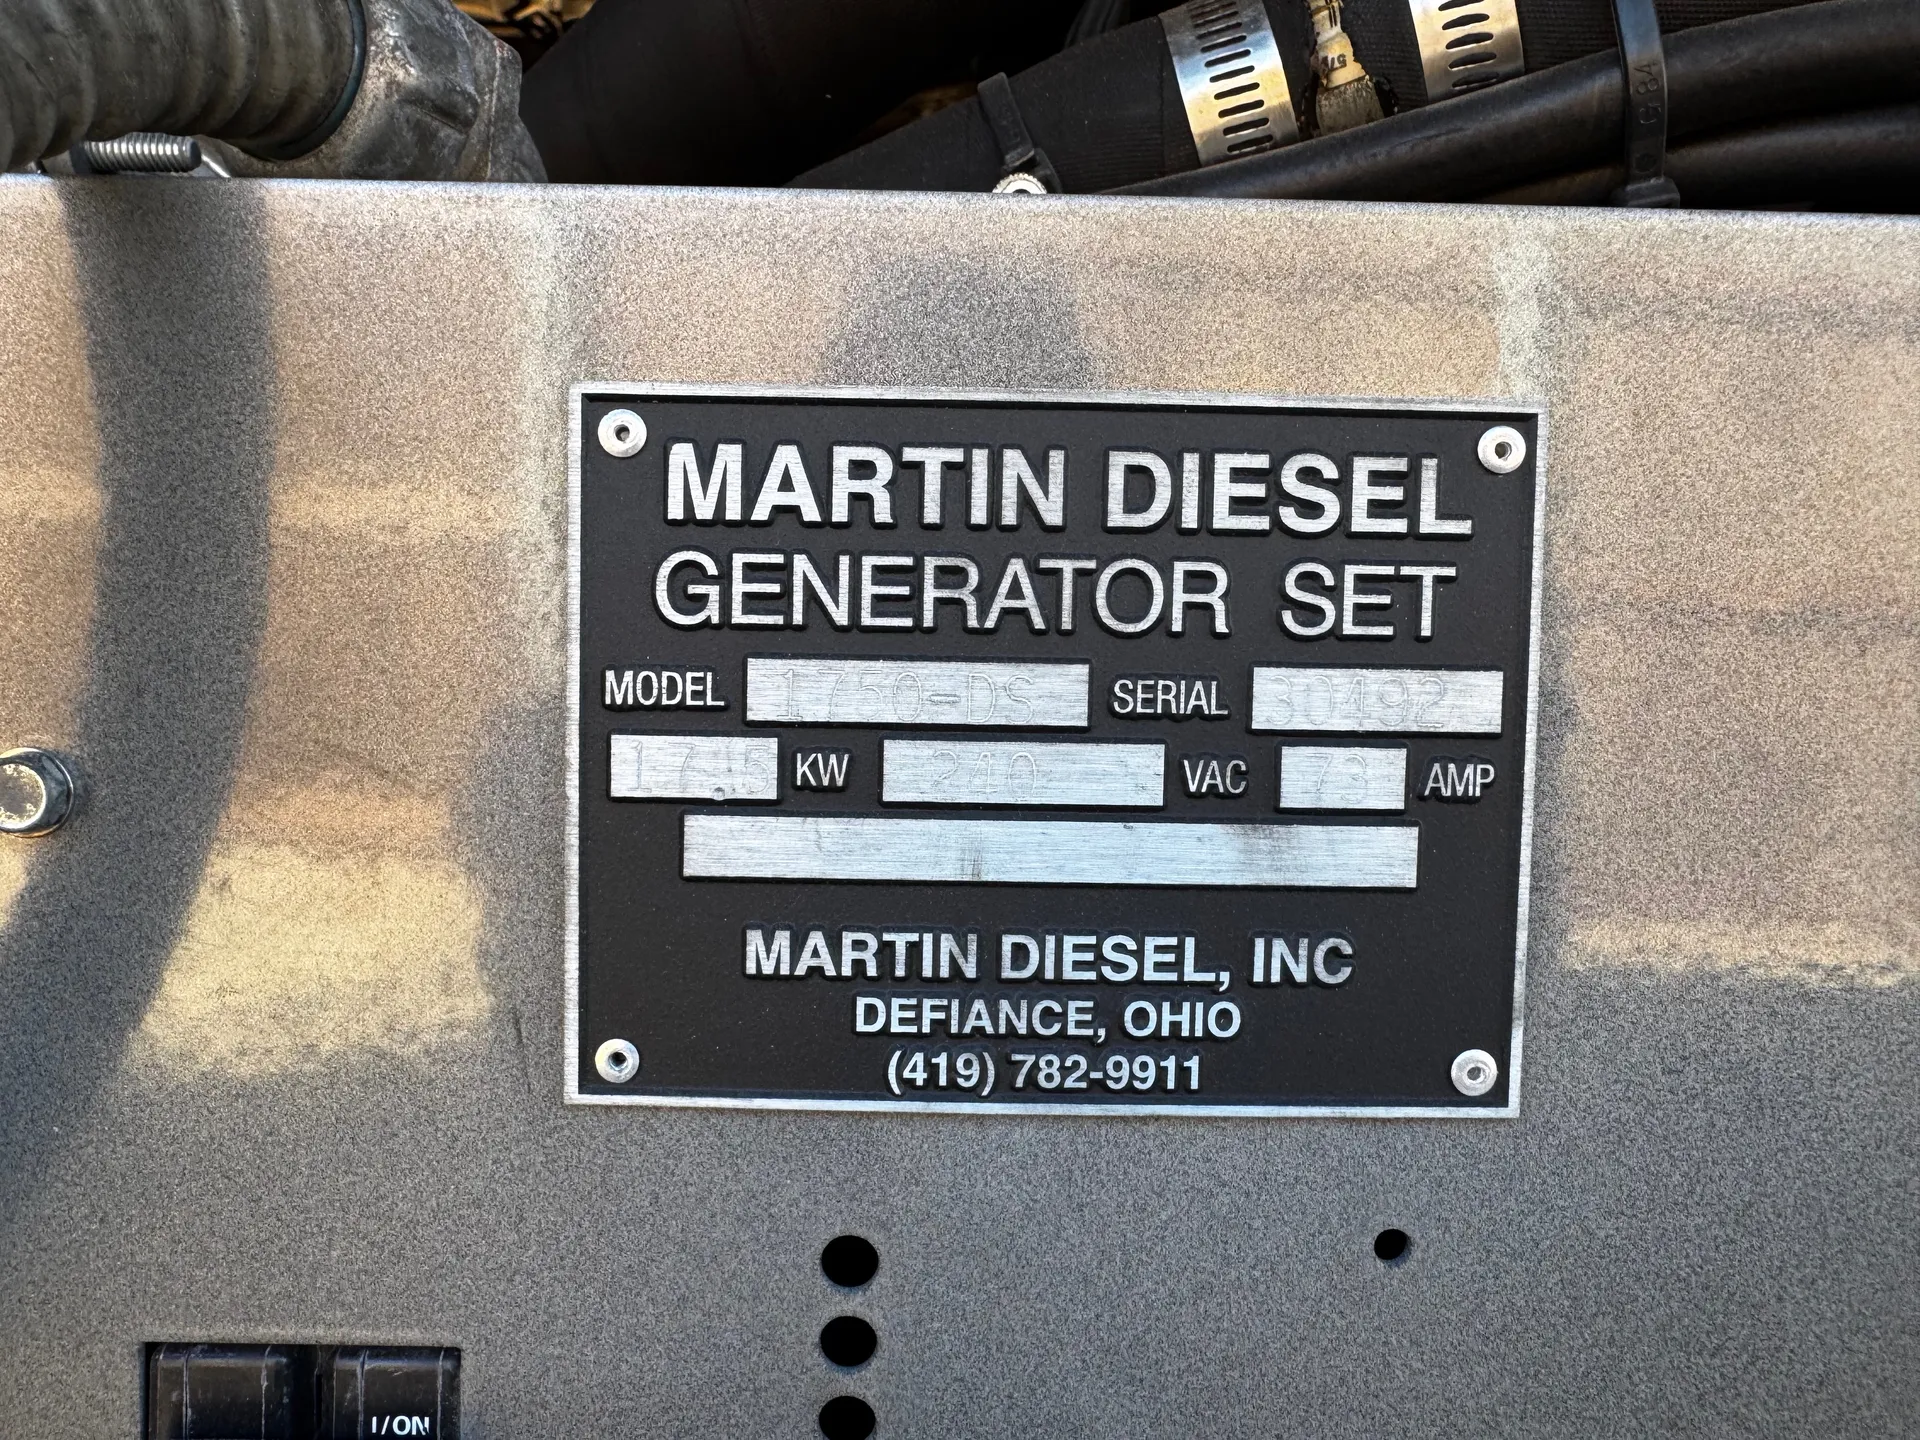 MARTIN DIESEL
GENERATOR SET
MODEL 1750-DS SERIAL 30492
17.5 KW 240 VAC 73 AMP
MARTIN DIESEL, INC
DEFIANCE, OHIO
(419) 782-9911
I/ON